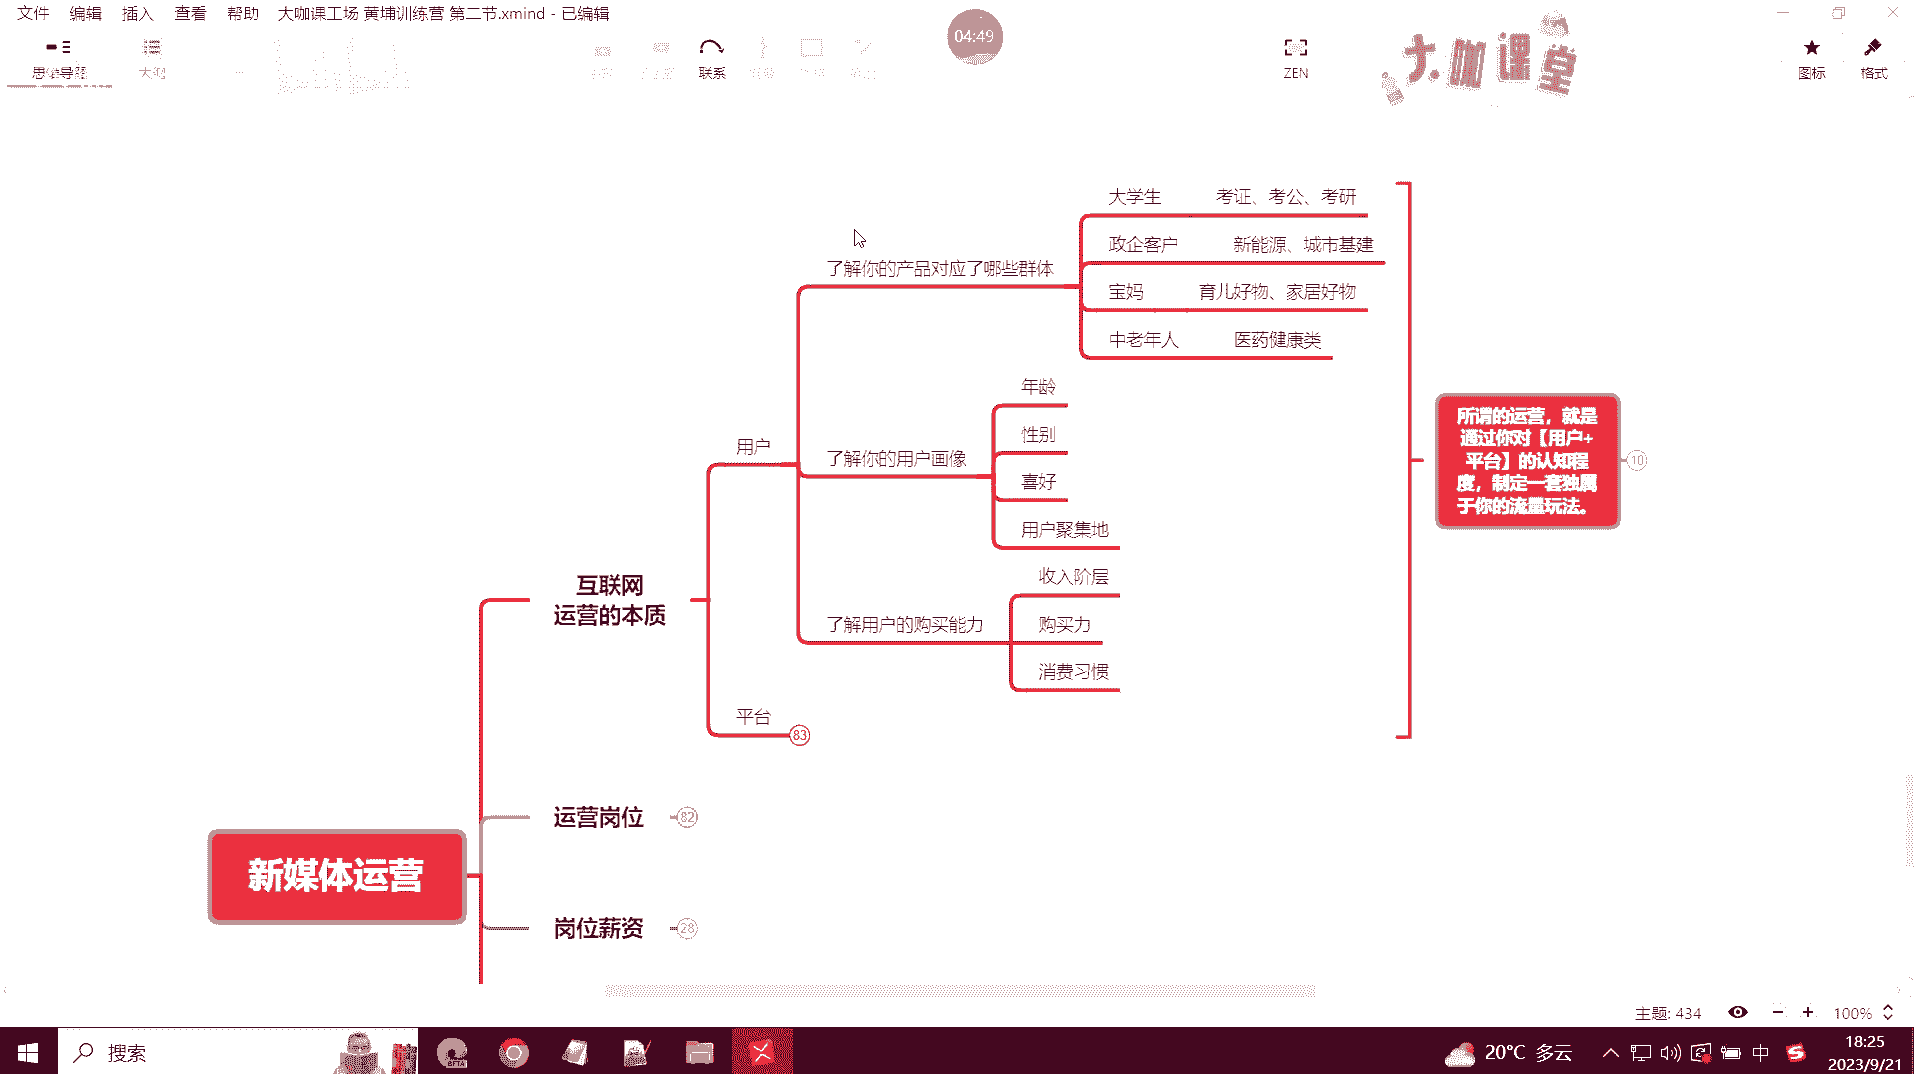 文件 编辑 插入 查看 帮助 大咖课工场 黄埔训练营 第二节.xmind - 已编辑
04:49
思维导图
大纲
联系
ZEN
大咖课堂
图标
格式
大学生 考证、考公、考研
政企客户 新能源、城市基建
了解你的产品对应了哪些群体
宝妈 育儿好物、家居好物
中老年人 医药健康类
年龄
性别
用户
了解你的用户画像
喜好
用户聚集地
所谓的运营，就是
通过你对【用户+
平台】的认知程
度，制定一套独属
于你的流量玩法。
10
互联网
运营的本质
收入阶层
了解用户的购买能力
购买力
消费习惯
平台
83
运营岗位
82
新媒体运营
岗位薪资
28
主题: 434
100%
搜索
BETA
20°C 多云
中
18:25
2023/9/21